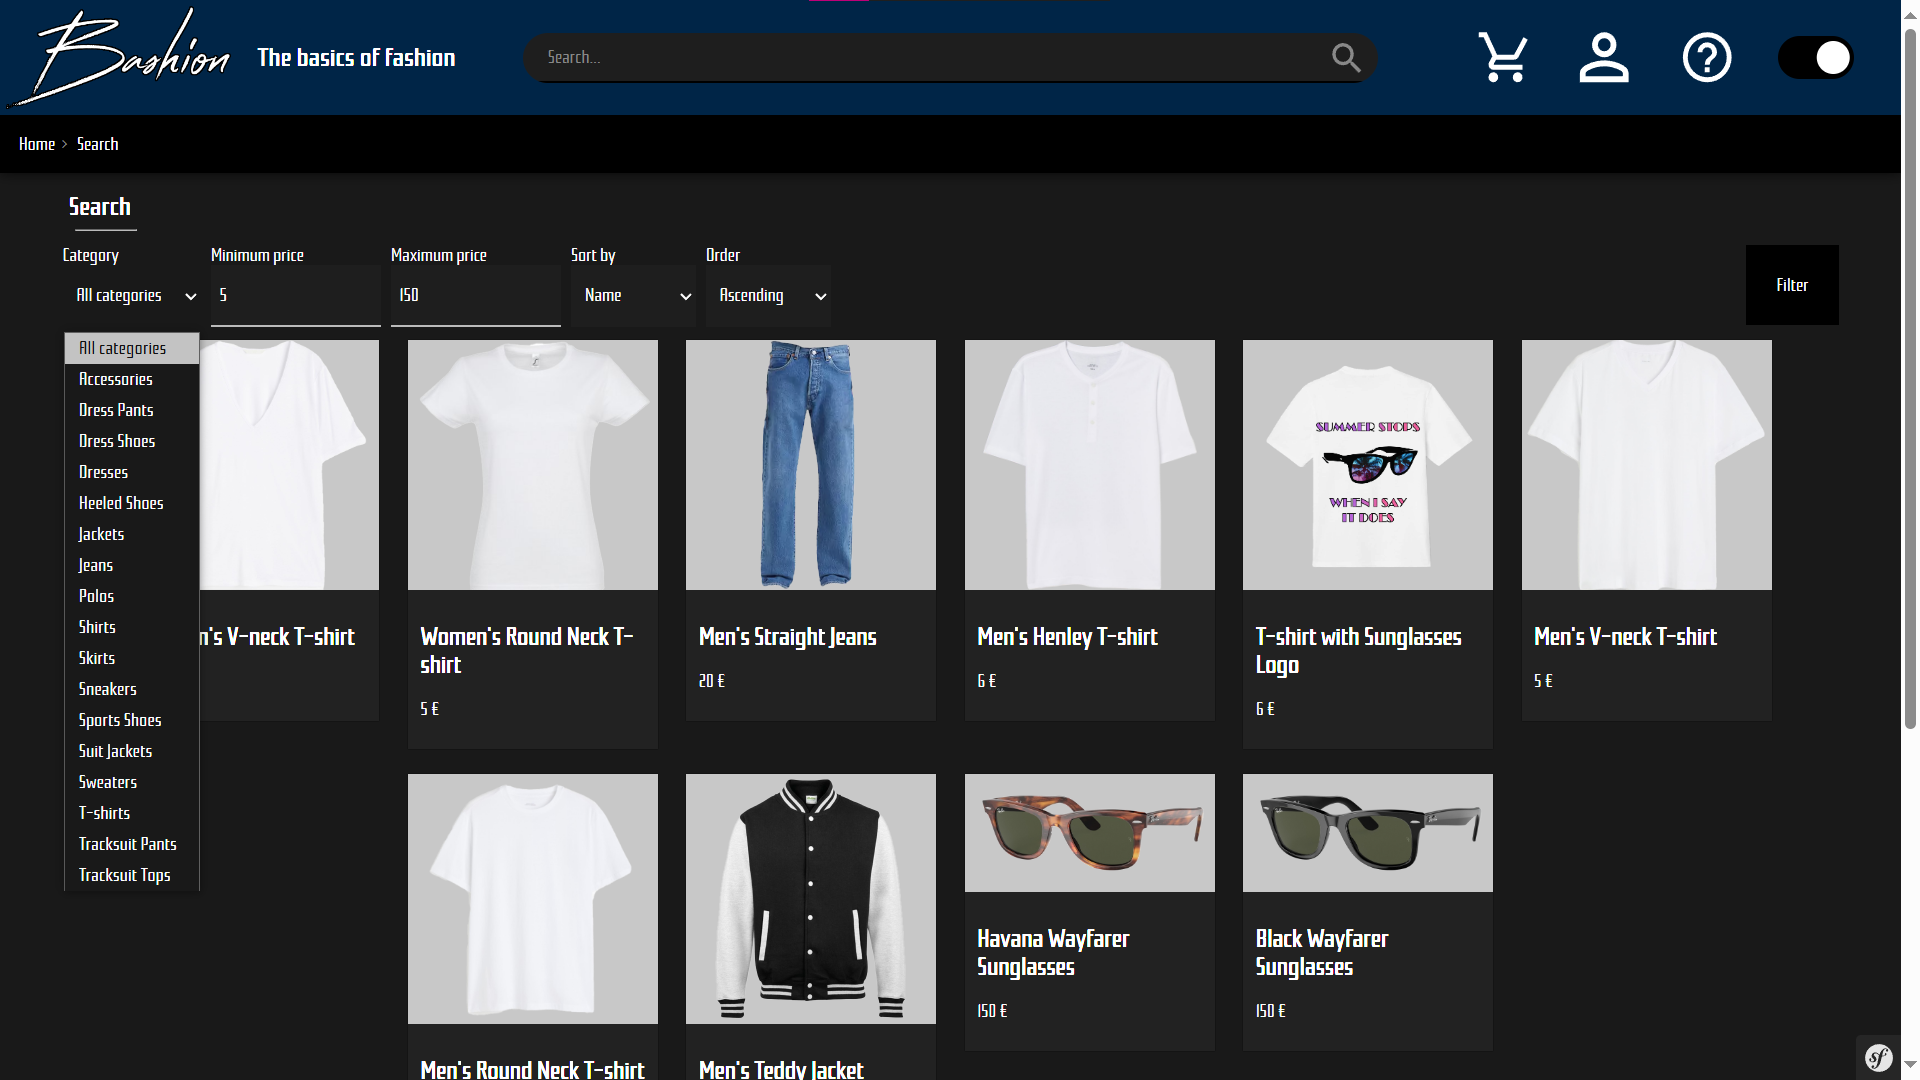 Bashion
The basics of fashion
Search...
Home > Search
Search
Category
Minimum price
Maximum price
Sort by
Order
All categories
5
150
Name
Ascending
Filter
All categories
Accessories
Dress Pants
Dress Shoes
Dresses
Heeled Shoes
Jackets
Jeans
Polos
Shirts
Skirts
Sneakers
Sports Shoes
Suit Jackets
Sweaters
T-shirts
Tracksuit Pants
Tracksuit Tops
n's V-neck T-shirt
Women's Round Neck T-
shirt
5 €
Men's Straight Jeans
20 €
Men's Henley T-shirt
6 €
SUMMER STOPS
WHEN I SAY
IT DOES
T-shirt with Sunglasses
Logo
6 €
Men's V-neck T-shirt
5 €
Men's Round Neck T-shirt
Men's Teddy Jacket
Havana Wayfarer
Sunglasses
150 €
Black Wayfarer
Sunglasses
150 €
sf